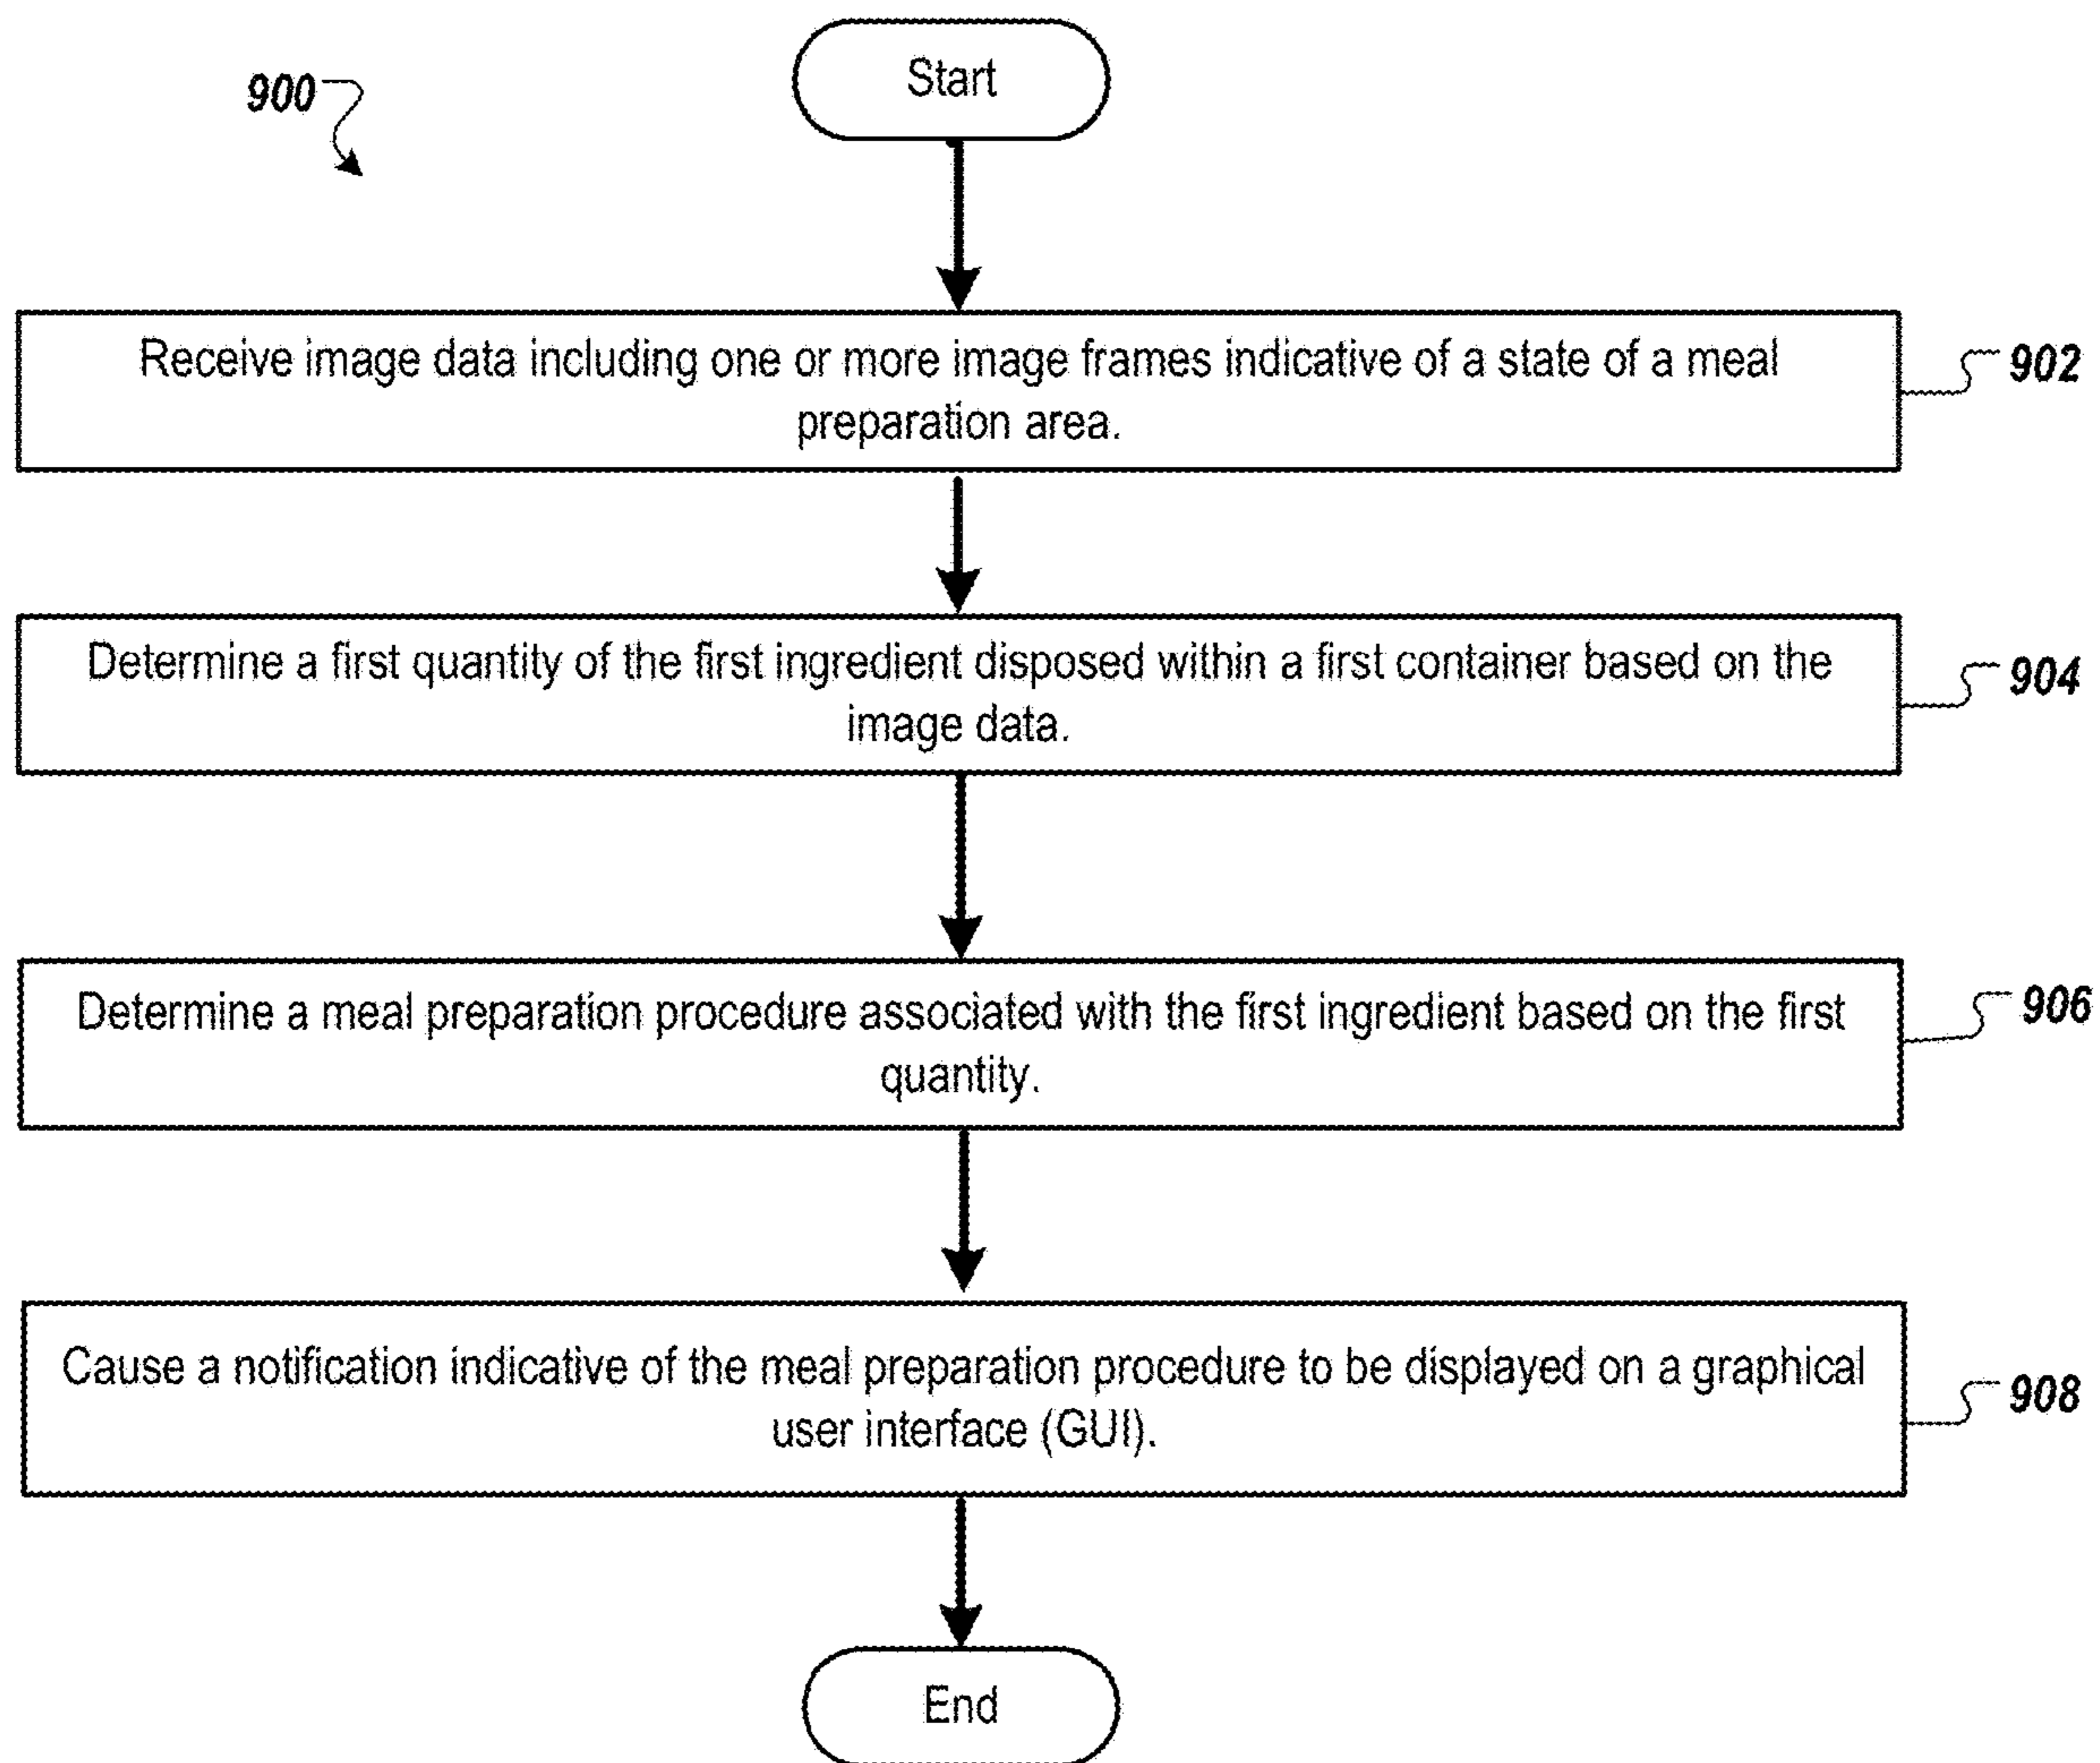 900
Start
Receive image data including one or more image frames indicative of a state of a meal
preparation area.
902
Determine a first quantity of the first ingredient disposed within a first container based on the
image data.
904
Determine a meal preparation procedure associated with the first ingredient based on the first
quantity.
906
Cause a notification indicative of the meal preparation procedure to be displayed on a graphical
user interface (GUI).
908
End